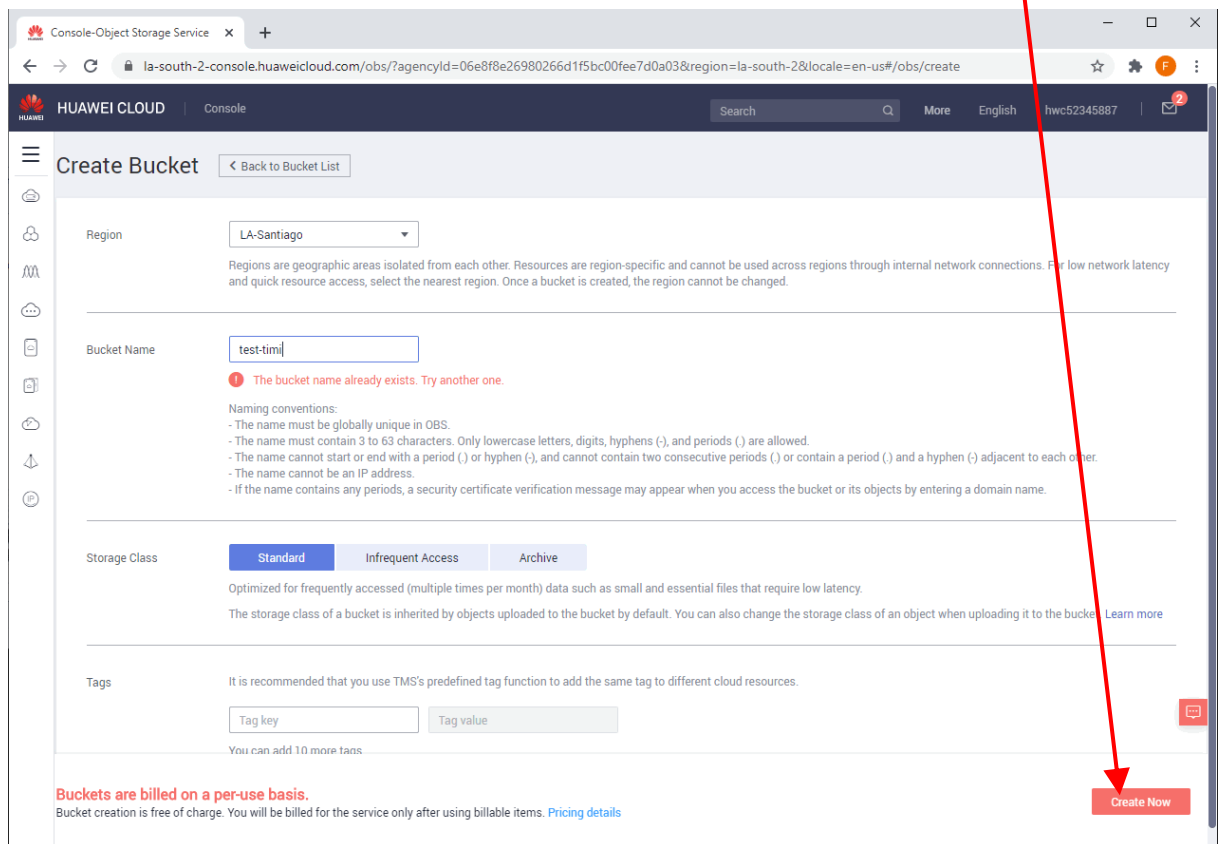 Console-Object Storage Service
la-south-2-console.huaweicloud.com/obs/?agencyId=06e8f8e26980266d1f5bc00fee7d0a03&region=la-south-2&locale=en-us#/obs/create
F
HUAWEI
HUAWEI CLOUD | Console
Search
More
English
hwc52345887
2
Create Bucket
< Back to Bucket List
Region
LA-Santiago
Regions are geographic areas isolated from each other. Resources are region-specific and cannot be used across regions through internal network connections. For low network latency
and quick resource access, select the nearest region. Once a bucket is created, the region cannot be changed.
Bucket Name
test-timi
! The bucket name already exists. Try another one.
Naming conventions:
- The name must be globally unique in OBS.
- The name must contain 3 to 63 characters. Only lowercase letters, digits, hyphens (-), and periods (.) are allowed.
- The name cannot start or end with a period (.) or hyphen (-), and cannot contain two consecutive periods (.) or contain a period (.) and a hyphen (-) adjacent to each other.
- The name cannot be an IP address.
- If the name contains any periods, a security certificate verification message may appear when you access the bucket or its objects by entering a domain name.
IP
Storage Class
Standard
Infrequent Access
Archive
Optimized for frequently accessed (multiple times per month) data such as small and essential files that require low latency.
The storage class of a bucket is inherited by objects uploaded to the bucket by default. You can also change the storage class of an object when uploading it to the bucket. Learn more
Tags
It is recommended that you use TMS's predefined tag function to add the same tag to different cloud resources.
Tag key
Tag value
You can add 10 more tags
Buckets are billed on a per-use basis.
Bucket creation is free of charge. You will be billed for the service only after using billable items. Pricing details
Create Now